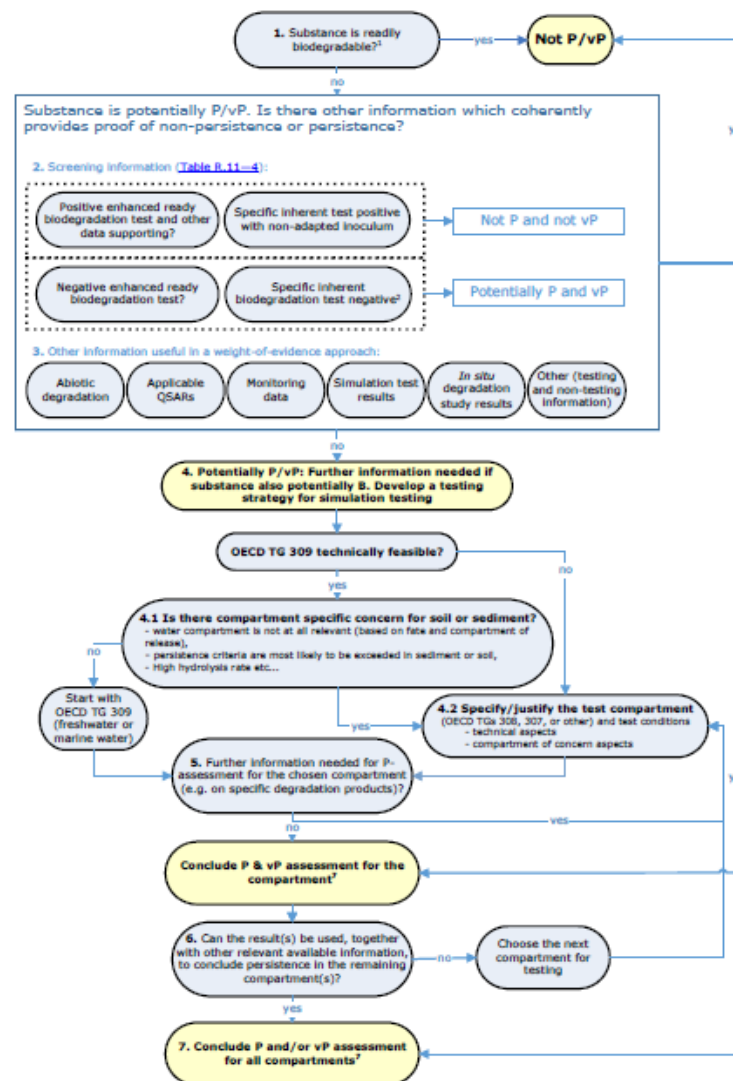 1. Substance is readily
biodegradable?¹
yes
Not P/vP
no
Substance is potentially P/vP. Is there other information which coherently
provides proof of non-persistence or persistence?
y
2. Screening information (Table R.11—4):
Positive enhanced ready
biodegradation test and other
data supporting?
Specific inherent test positive
with non-adapted inoculum
Not P and not vP
Negative enhanced ready
biodegradation test?
Specific inherent
biodegradation test negative²
Potentially P and vP
3. Other information useful in a weight-of-evidence approach:
Abiotic
degradation
Applicable
QSARs
Monitoring
data
Simulation test
results
In situ
degradation
study results
Other (testing
and non-testing
information)
no
4. Potentially P/vP: Further information needed if
substance also potentially B. Develop a testing
strategy for simulation testing
OECD TG 309 technically feasible?
yes
no
4.1 Is there compartment specific concern for soil or sediment?
- water compartment is not at all relevant (based on fate and compartment of
release),
- persistence criteria are most likely to be exceeded in sediment or soil,
- High hydrolysis rate etc...
no
Start with
OECD TG 309
(freshwater or
marine water)
yes
4.2 Specify/justify the test compartment
(OECD TGs 308, 307, or other) and test conditions
- technical aspects
- compartment of concern aspects
5. Further information needed for P-
assessment for the chosen compartment
(e.g. on specific degradation products)?
y
yes
no
Conclude P & vP assessment for the
compartment⁷
6. Can the result(s) be used, together
with other relevant available information,
to conclude persistence in the remaining
compartment(s)?
no
Choose the next
compartment for
testing
yes
7. Conclude P and/or vP assessment
for all compartments⁷